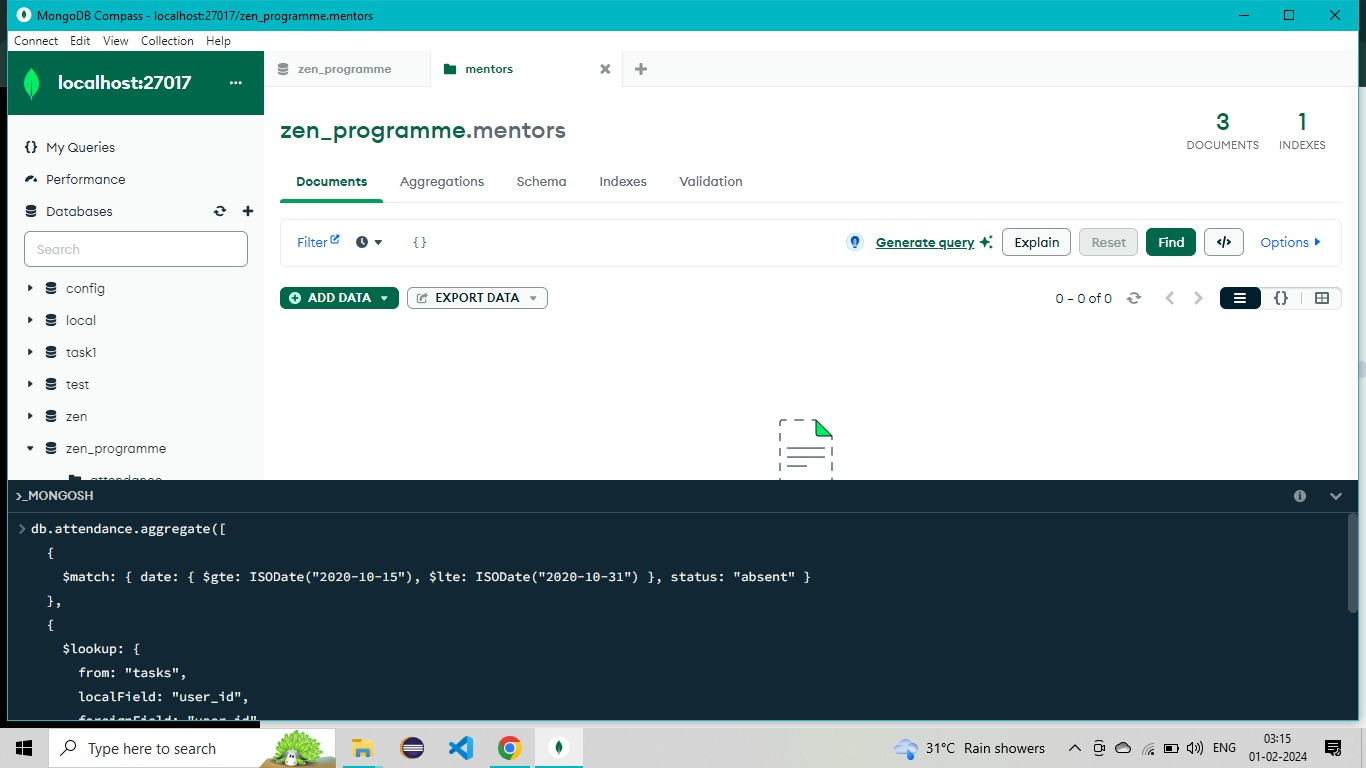 MongoDB Compass - localhost:27017/zen_programme.mentors
Connect Edit View Collection Help
localhost:27017 ...
zen_programme
mentors
{} My Queries
Performance
Databases
Search
config
local
task1
test
zen
zen_programme
attendance
zen_programme.mentors
3
DOCUMENTS
1
INDEXES
Documents Aggregations Schema Indexes Validation
Filter {} Generate query Explain Reset Find </> Options
ADD DATA EXPORT DATA 0 – 0 of 0 {}
>_MONGOSH
> db.attendance.aggregate([
{
$match: { date: { $gte: ISODate("2020-10-15"), $lte: ISODate("2020-10-31") }, status: "absent" }
},
{
$lookup: {
from: "tasks",
localField: "user_id",
foreignField: "user_id"
Type here to search
31°C Rain showers
ENG
03:15
01-02-2024